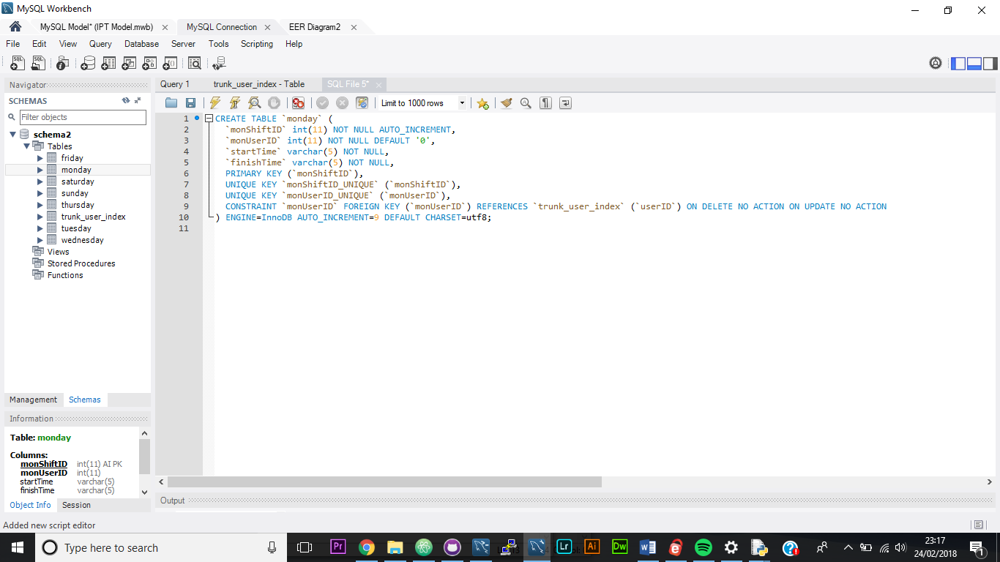 MySQL Workbench
MySQL Model* (IPT Model.mwb)
MySQL Connection
EER Diagram2
File Edit View Query Database Server Tools Scripting Help
Navigator
SCHEMAS
Filter objects
schema2
Tables
friday
monday
saturday
sunday
thursday
trunk_user_index
tuesday
wednesday
Views
Stored Procedures
Functions
Management Schemas
Information
Table: monday
Columns:
monShiftID int(11) AI PK
monUserID int(11)
startTime varchar(5)
finishTime varchar(5)
Object Info Session
Query 1
trunk_user_index - Table
SQL File 5*
Limit to 1000 rows
1 CREATE TABLE `monday` (
2 `monShiftID` int(11) NOT NULL AUTO_INCREMENT,
3 `monUserID` int(11) NOT NULL DEFAULT '0',
4 `startTime` varchar(5) NOT NULL,
5 `finishTime` varchar(5) NOT NULL,
6 PRIMARY KEY (`monShiftID`),
7 UNIQUE KEY `monShiftID_UNIQUE` (`monShiftID`),
8 UNIQUE KEY `monUserID_UNIQUE` (`monUserID`),
9 CONSTRAINT `monUserID` FOREIGN KEY (`monUserID`) REFERENCES `trunk_user_index` (`userID`) ON DELETE NO ACTION ON UPDATE NO ACTION
10 ) ENGINE=InnoDB AUTO_INCREMENT=9 DEFAULT CHARSET=utf8;
11
Output
Added new script editor
Type here to search
Pr
Lr
Ai
Dw
23:17
24/02/2018
1